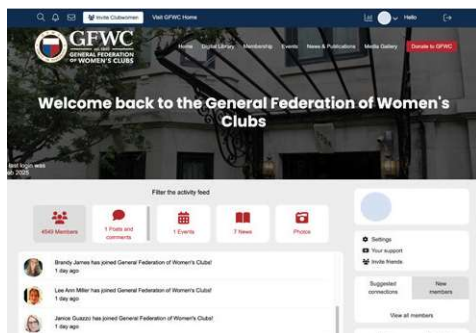 Invite Clubwomen
Visit GFWC Home
Hello
GFWC
GENERAL FEDERATION
OF WOMEN'S CLUBS
Home
Digital Library
Membership
Events
News & Publications
Media Gallery
Donate to GFWC
Welcome back to the General Federation of Women's
Clubs
last login was
Filter the activity feed
4549 Members
1 Posts and
comments
1 Events
7 News
Photos
Brandy James has joined General Federation of Women's Clubs!
1 day ago
Lee Ann Miller has joined General Federation of Women's Clubs!
1 day ago
Janice Guazzo has joined General Federation of Women's Clubs!
1 day ago
Settings
Your support
Invite friends
Suggested
connections
New
members
View all members